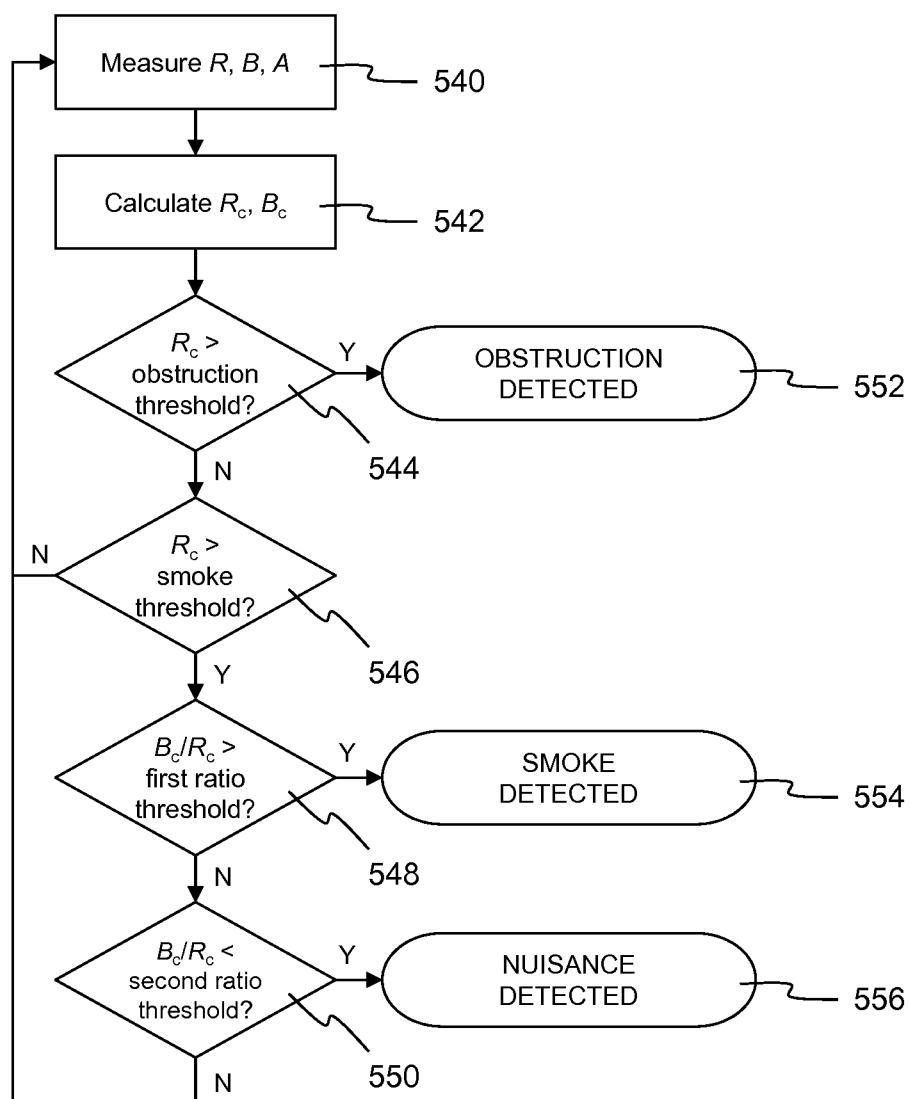 Measure R, B, A
540
Calculate Rc, Bc
542
Rc >
obstruction
threshold?
Y
OBSTRUCTION
DETECTED
552
544
N
Rc >
smoke
threshold?
N
546
Y
Bc/Rc >
first ratio
threshold?
Y
SMOKE
DETECTED
554
548
N
Bc/Rc <
second ratio
threshold?
Y
NUISANCE
DETECTED
556
550
N